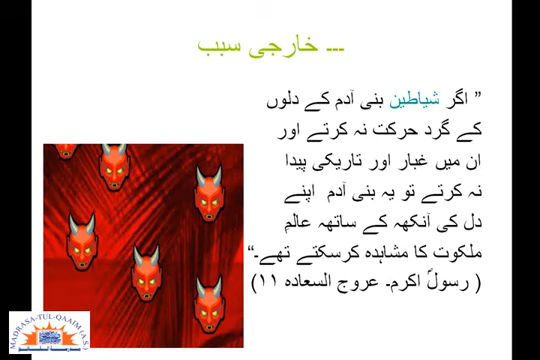 --- خارجی سبب
” اگر شیاطین بنی آدم کے دلوں
کے گرد حرکت نہ کرتے اور
ان میں غبار اور تاریکی پیدا
نہ کرتے تو یہ بنی آدم اپنے
دل کی آنکھہ کے ساتھہ عالمِ
ملکوت کا مشاہدہ کرسکتے تھے۔“
( رسولؐ اکرم۔ عروج السعادہ ۱۱)
MADRASA-TUL-QAAIM (A.S.)